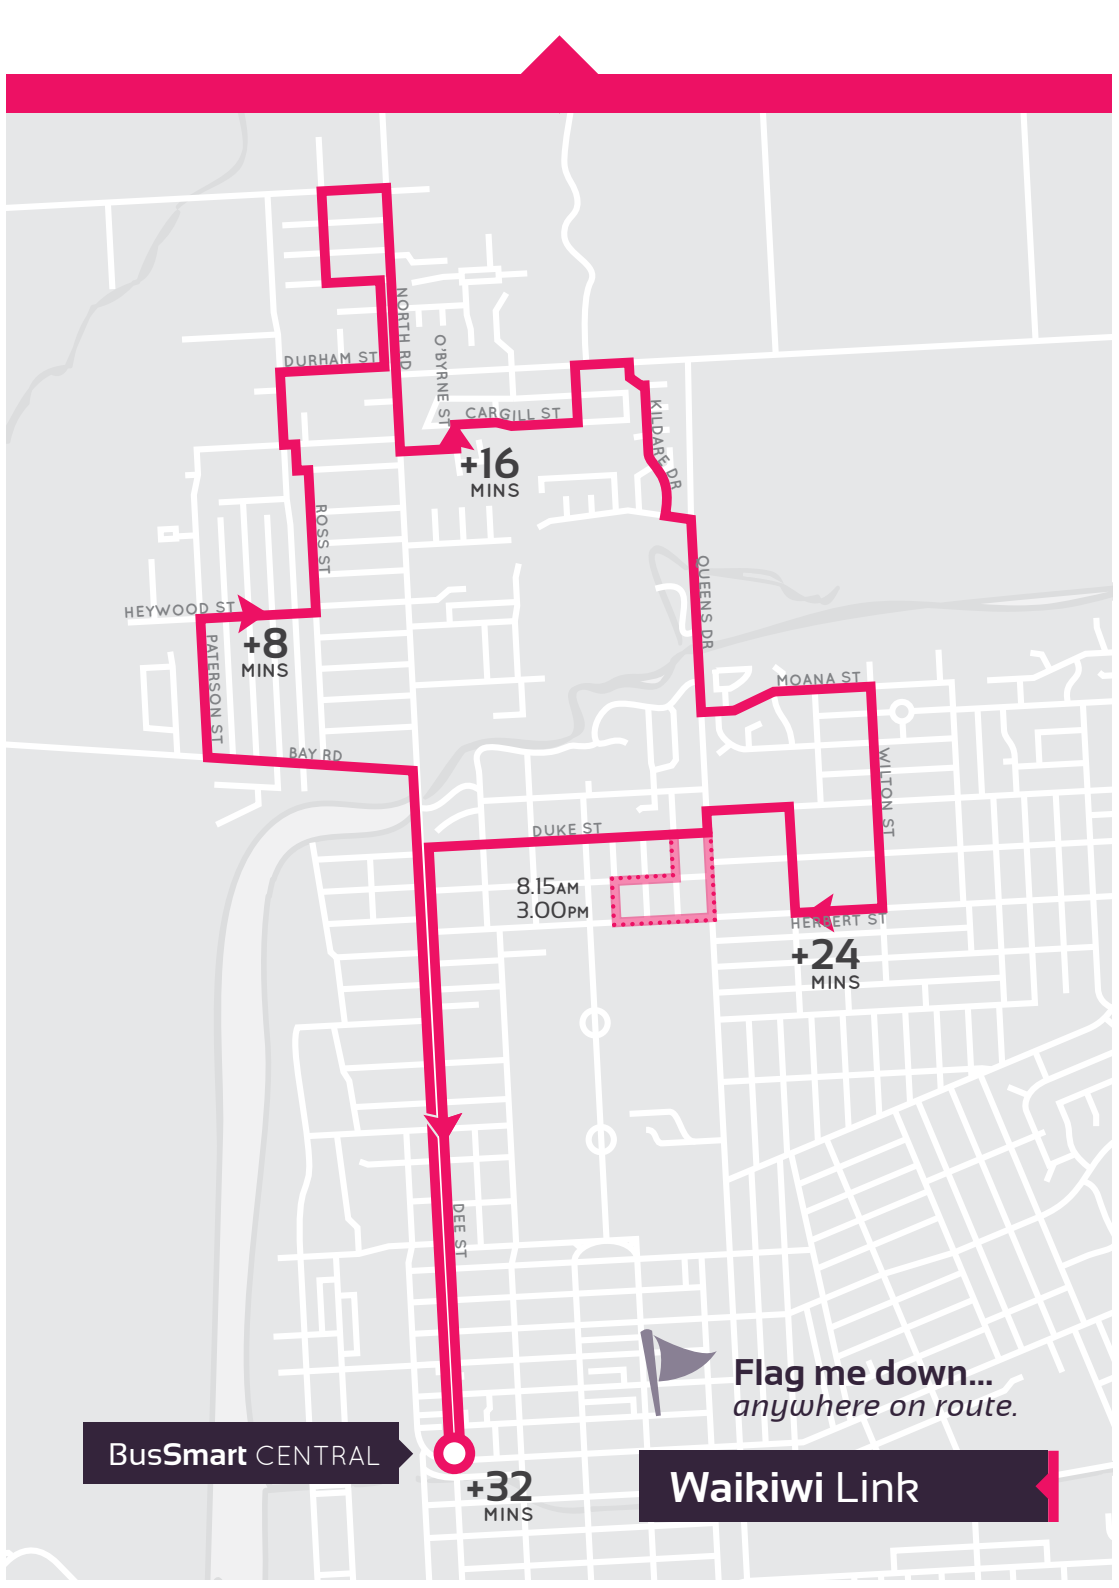 NORTH RD
O'BYRNE ST
DURHAM ST
CARGILL ST
KILDARE DR
+16
MINS
ROSS ST
QUEENS DR
HEYWOOD ST
+8
MINS
PATERSON ST
MOANA ST
BAY RD
WILTON ST
DUKE ST
8.15AM
3.00PM
HERBERT ST
+24
MINS
DEE ST
Flag me down...
anywhere on route.
BusSmart CENTRAL
+32
MINS
Waikiwi Link